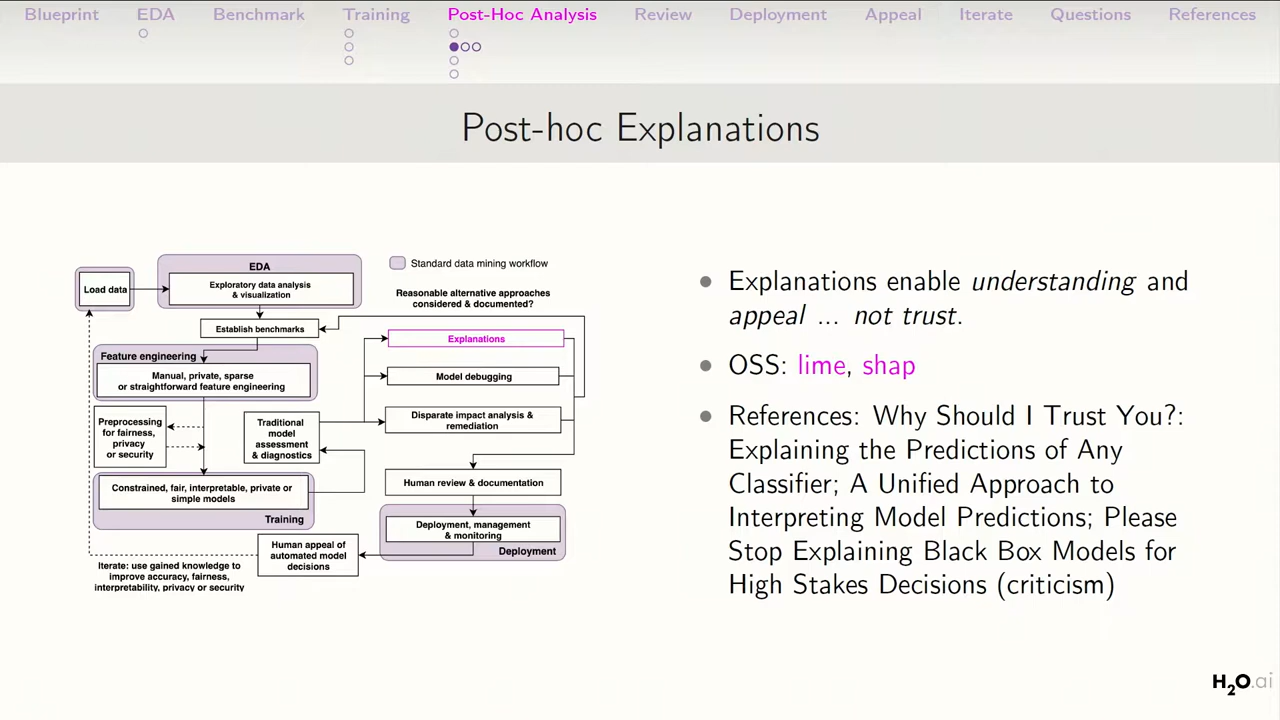 Blueprint EDA Benchmark Training Post-Hoc Analysis Review Deployment Appeal Iterate Questions References
Post-hoc Explanations
Load data
EDA
Exploratory data analysis
& visualization
Standard data mining workflow
Reasonable alternative approaches
considered & documented?
Establish benchmarks
Explanations
Feature engineering
Manual, private, sparse
or straightforward feature engineering
Model debugging
Preprocessing
for fairness,
privacy
or security
Traditional
model
assessment
& diagnostics
Disparate impact analysis &
remediation
Constrained, fair, interpretable, private or
simple models
Training
Human review & documentation
Deployment, management
& monitoring
Deployment
Human appeal of
automated model
decisions
Iterate: use gained knowledge to
improve accuracy, fairness,
interpretability, privacy or security
• Explanations enable understanding and
appeal ... not trust.
• OSS: lime, shap
• References: Why Should I Trust You?:
Explaining the Predictions of Any
Classifier; A Unified Approach to
Interpreting Model Predictions; Please
Stop Explaining Black Box Models for
High Stakes Decisions (criticism)
H2O.ai